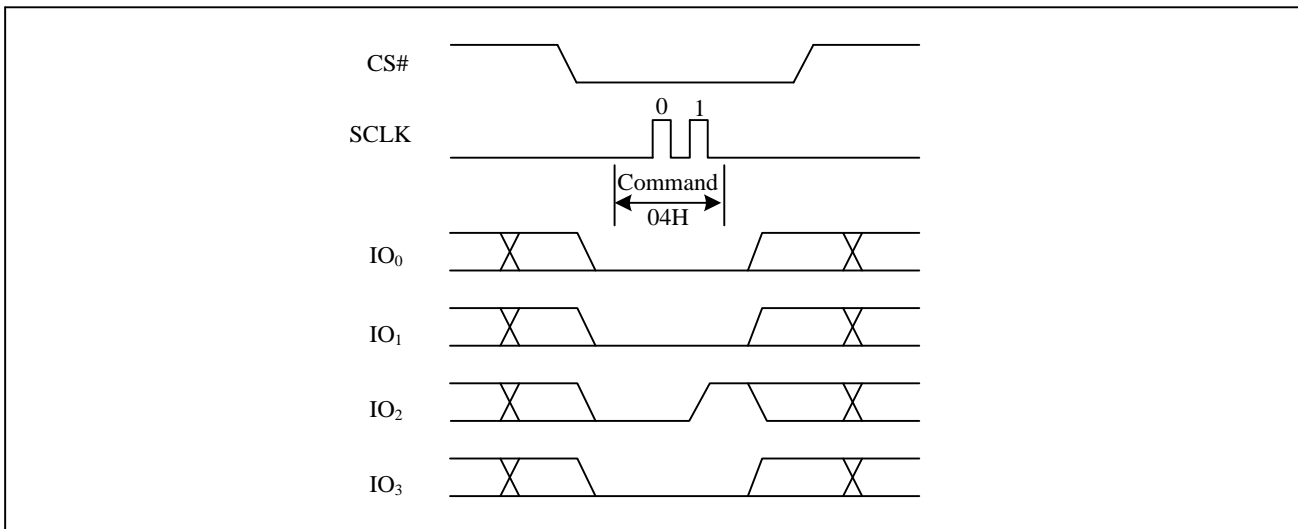 CS#
0 1
SCLK
Command
04H
IO₀
IO₁
IO₂
IO₃